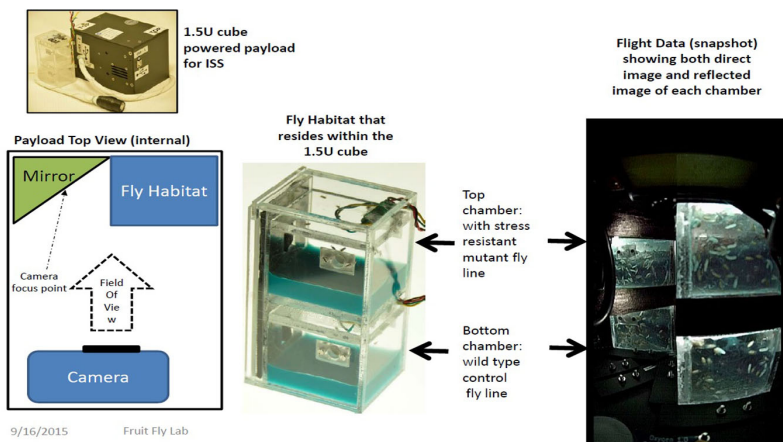 1.5U cube
powered payload
for ISS
Payload Top View (internal)
Mirror
Fly Habitat
Camera
focus point
Field
Of
Vie
w
Camera
9/16/2015
Fruit Fly Lab
Fly Habitat that
resides within the
1.5U cube
Top
chamber:
with stress
resistant
mutant fly
line
Bottom
chamber:
wild type
control
fly line
Flight Data (snapshot)
showing both direct
image and reflected
image of each chamber